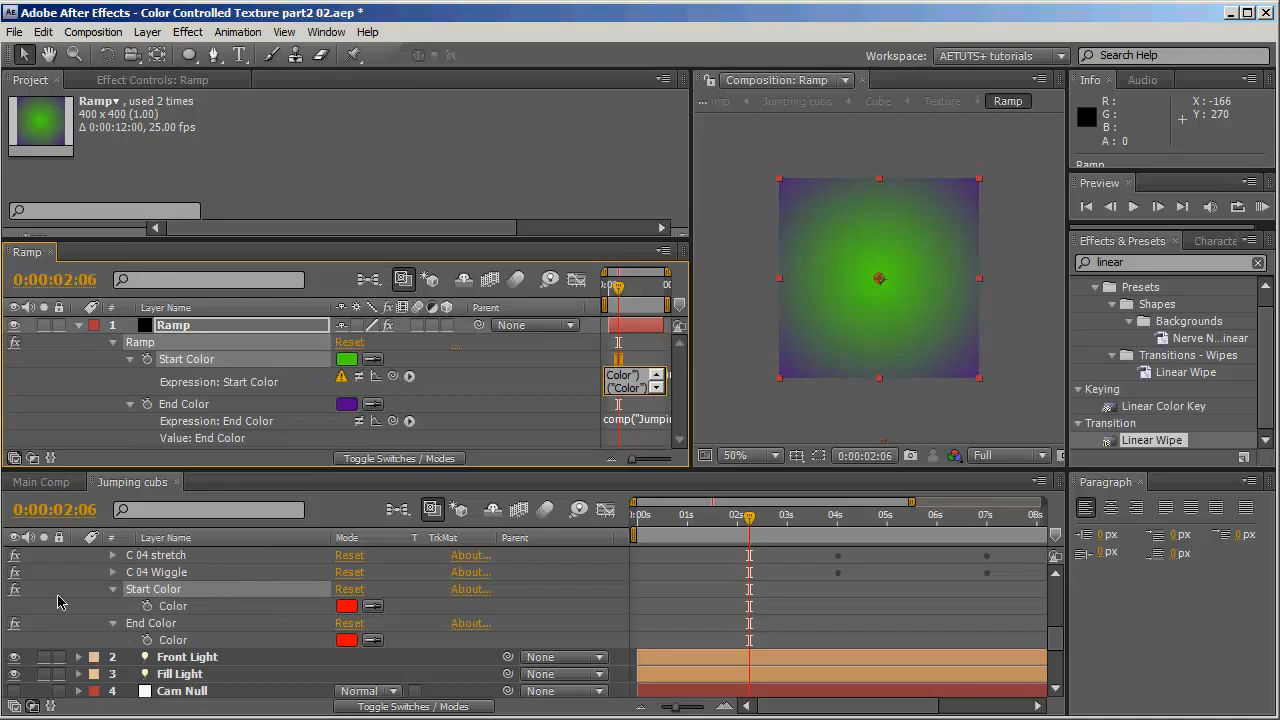 Adobe After Effects - Color Controlled Texture part2 02.aep *
File Edit Composition Layer Effect Animation View Window Help
Workspace: AETUTS+ tutorials Search Help
Project Effect Controls: Ramp
Ramp▾ , used 2 times
400 x 400 (1.00)
Δ 0:00:12:00, 25.00 fps
Composition: Ramp
... mp Jumping cubs Cube Texture Ramp
Info Audio
R: X: -166
G: Y: 270
B:
A: 0
Ramp
Preview
Effects & Presets Characte
linear
Presets
Shapes
Backgrounds
Nerve N...inear
Transitions - Wipes
Linear Wipe
Keying
Linear Color Key
Transition
Linear Wipe
50% 0:00:02:06 Full
Ramp
0:00:02:06
# Layer Name Parent
1 Ramp None
Ramp Reset ...
Start Color
Expression: Start Color
Color")
("Color")
End Color
Expression: End Color comp("Jumpin
Value: End Color
Toggle Switches / Modes
Main Comp Jumping cubs
0:00:02:06
0:00s 01s 02s 03s 04s 05s 06s 07s 08s
# Layer Name Mode T TrkMat Parent
C 04 stretch Reset About...
C 04 Wiggle Reset About...
Start Color Reset About...
Color
End Color Reset About...
Color
2 Front Light None
3 Fill Light None
4 Cam Null Normal None
Toggle Switches / Modes
Paragraph
0 px 0 px 0 px
0 px 0 px